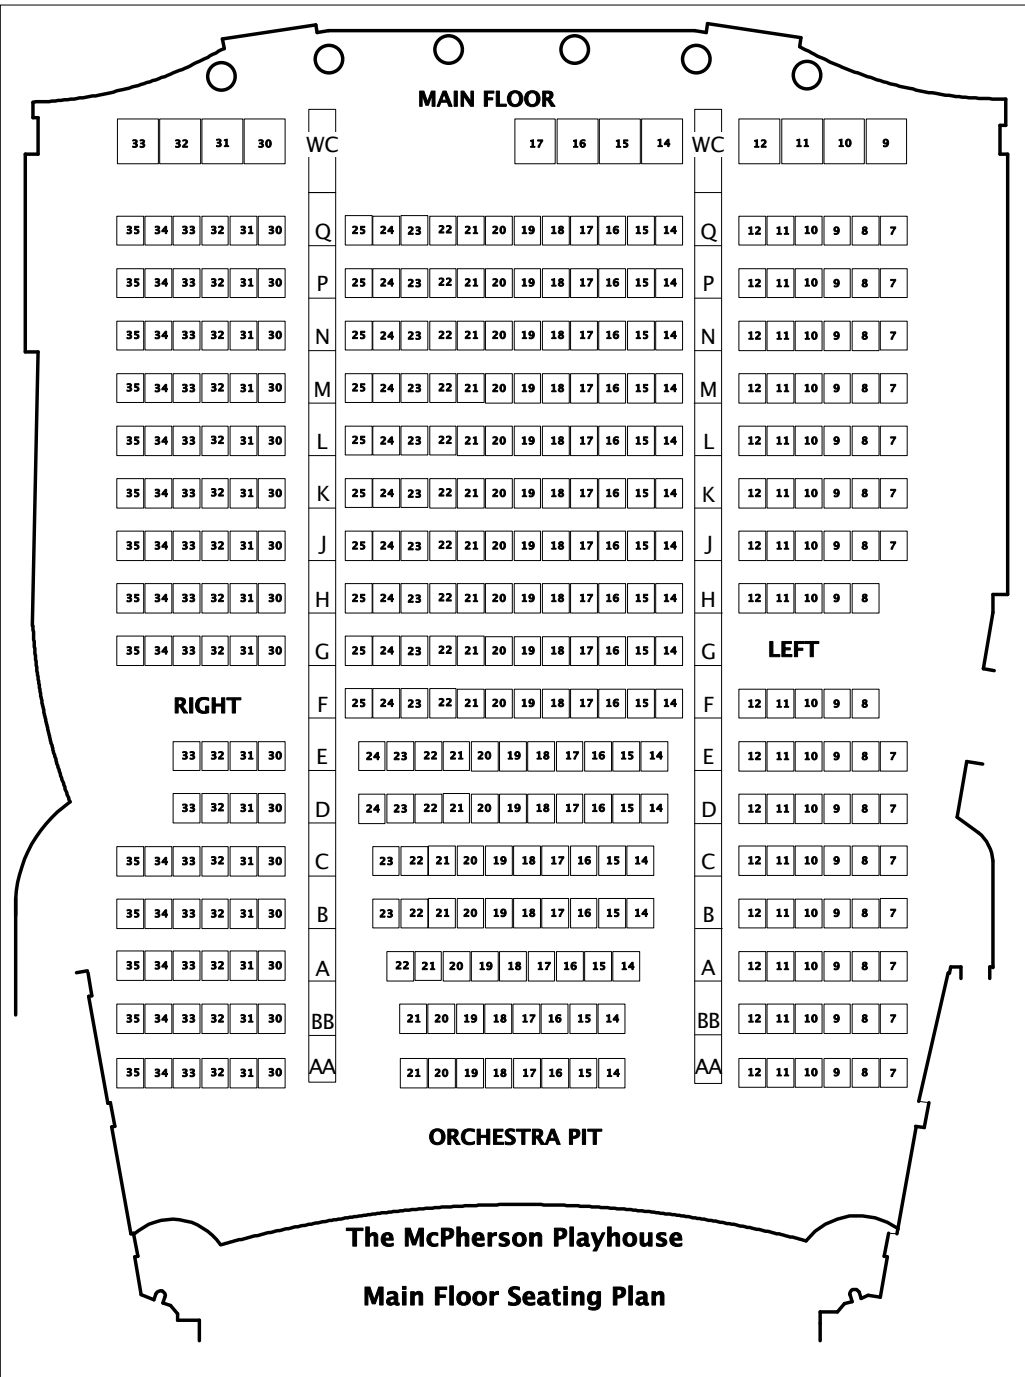 MAIN FLOOR
33 32 31 30 WC 17 16 15 14 WC 12 11 10 9
35 34 33 32 31 30 Q 25 24 23 22 21 20 19 18 17 16 15 14 Q 12 11 10 9 8 7
35 34 33 32 31 30 P 25 24 23 22 21 20 19 18 17 16 15 14 P 12 11 10 9 8 7
35 34 33 32 31 30 N 25 24 23 22 21 20 19 18 17 16 15 14 N 12 11 10 9 8 7
35 34 33 32 31 30 M 25 24 23 22 21 20 19 18 17 16 15 14 M 12 11 10 9 8 7
35 34 33 32 31 30 L 25 24 23 22 21 20 19 18 17 16 15 14 L 12 11 10 9 8 7
35 34 33 32 31 30 K 25 24 23 22 21 20 19 18 17 16 15 14 K 12 11 10 9 8 7
35 34 33 32 31 30 J 25 24 23 22 21 20 19 18 17 16 15 14 J 12 11 10 9 8 7
35 34 33 32 31 30 H 25 24 23 22 21 20 19 18 17 16 15 14 H 12 11 10 9 8
35 34 33 32 31 30 G 25 24 23 22 21 20 19 18 17 16 15 14 G LEFT
RIGHT F 25 24 23 22 21 20 19 18 17 16 15 14 F 12 11 10 9 8
33 32 31 30 E 24 23 22 21 20 19 18 17 16 15 14 E 12 11 10 9 8 7
33 32 31 30 D 24 23 22 21 20 19 18 17 16 15 14 D 12 11 10 9 8 7
35 34 33 32 31 30 C 23 22 21 20 19 18 17 16 15 14 C 12 11 10 9 8 7
35 34 33 32 31 30 B 23 22 21 20 19 18 17 16 15 14 B 12 11 10 9 8 7
35 34 33 32 31 30 A 22 21 20 19 18 17 16 15 14 A 12 11 10 9 8 7
35 34 33 32 31 30 BB 21 20 19 18 17 16 15 14 BB 12 11 10 9 8 7
35 34 33 32 31 30 AA 21 20 19 18 17 16 15 14 AA 12 11 10 9 8 7
ORCHESTRA PIT
The McPherson Playhouse
Main Floor Seating Plan